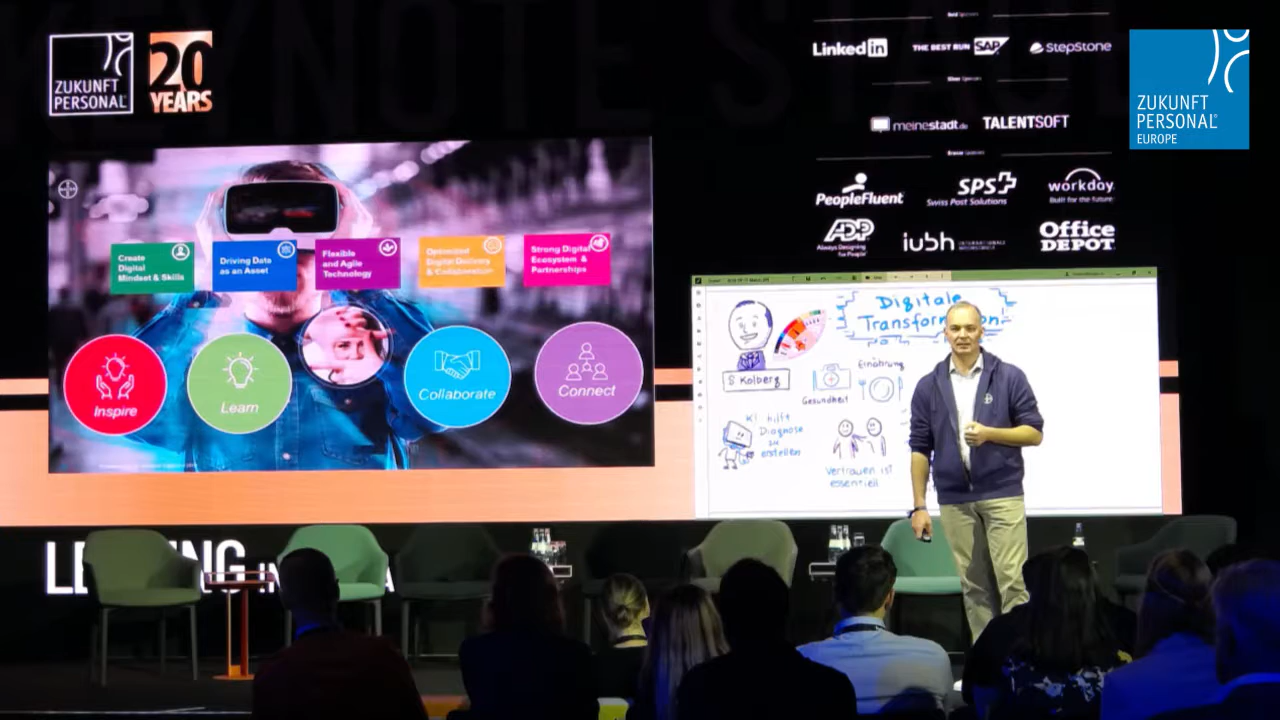 ZUKUNFT
PERSONAL
20
YEARS
BAYER
Create
Digital
Mindset & Skills
Driving Data
as an Asset
Flexible
and Agile
Technology
Optimized
Digital Delivery
& Collaboration
Strong Digital
Ecosystem &
Partnerships
Inspire
Learn
Collaborate
Connect
LinkedIn
THE BEST RUN SAP
stepstone
meinestadt.de
TALENTSOFT
PeopleFluent
SPS
Swiss Post Solutions
workday.
Built for the future.
ADP
Always Designing
for People
iubh
Office
DEPOT
ZUKUNFT
PERSONAL
EUROPE
Digitale
S Kolberg
Gesundheit
Ernährung
KI hilft
Diagnose
zu
erstellen
Vertrauen ist
essentiell